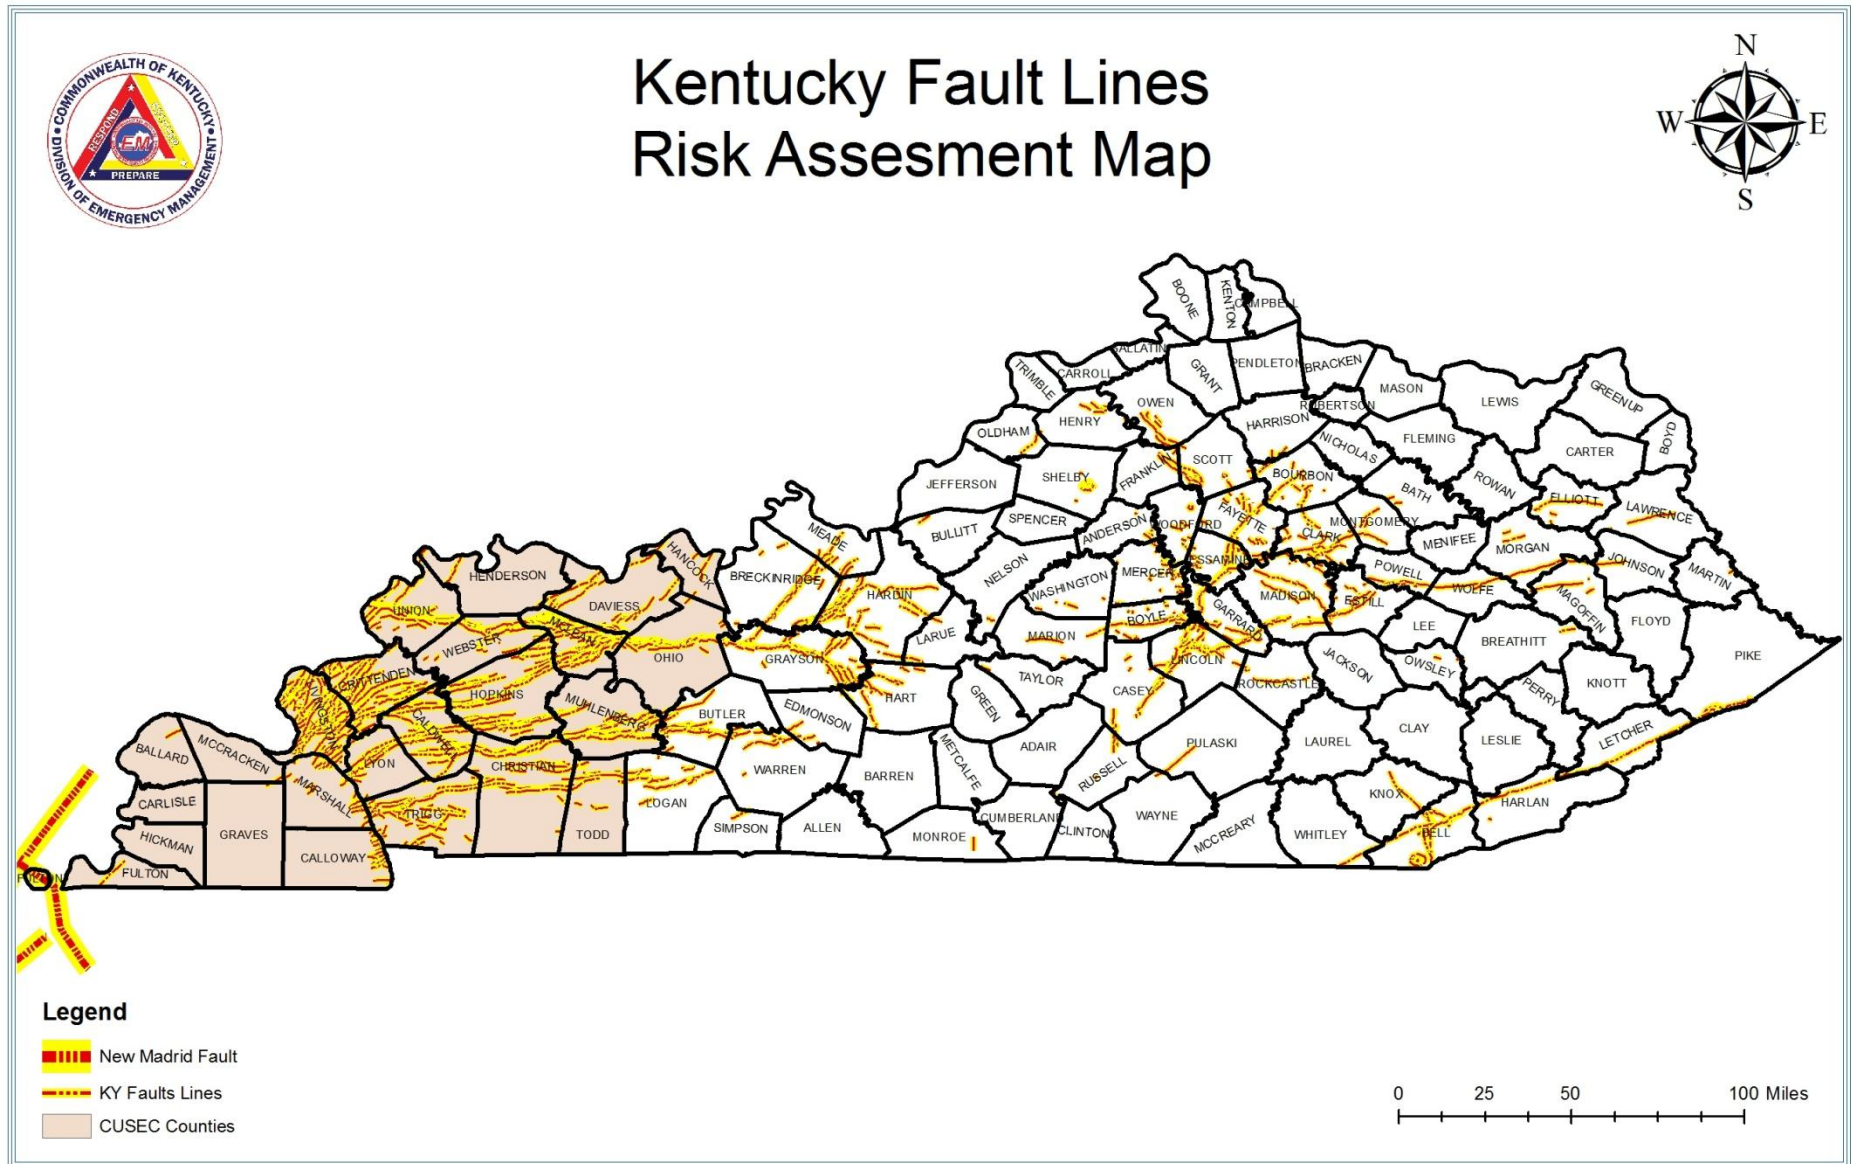 Kentucky Fault Lines
Risk Assesment Map
COMMONWEALTH OF KENTUCKY
DIVISION OF EMERGENCY MANAGEMENT
RESPOND
EM
PREPARE
N
W
E
S
BOONE
KENTON
CAMPBELL
GALLATIN
TRIMBLE
CARROLL
GRANT
PENDLETON
BRACKEN
MASON
LEWIS
GREENUP
OWEN
ROBERTSON
HENRY
HARRISON
OLDHAM
FLEMING
BOYD
CARTER
NICHOLAS
SCOTT
FRANKLIN
SHELBY
BOURBON
JEFFERSON
ROWAN
BATH
ELLIOTT
LAWRENCE
FAYETTE
SPENCER
ANDERSON
WOODFORD
MONTGOMERY
BULLITT
CLARK
MENIFEE
MORGAN
MEADE
HANCOCK
NELSON
JESSAMINE
JOHNSON
MARTIN
HENDERSON
BRECKINRIDGE
MERCER
POWELL
WASHINGTON
WOLFE
HARDIN
MADISON
ESTILL
MAGOFFIN
UNION
DAVIESS
GARRARD
BOYLE
LEE
FLOYD
MCLEAN
LARUE
MARION
BREATHITT
WEBSTER
OHIO
GRAYSON
LINCOLN
JACKSON
OWSLEY
PIKE
CRITTENDEN
TAYLOR
ROCKCASTLE
KNOTT
HOPKINS
HART
CASEY
PERRY
LIVINGSTON
MUHLENBERG
BUTLER
EDMONSON
GREEN
CALDWELL
CLAY
LETCHER
BALLARD
MCCRACKEN
ADAIR
PULASKI
LAUREL
LESLIE
LYON
CHRISTIAN
WARREN
BARREN
METCALFE
RUSSELL
MARSHALL
KNOX
CARLISLE
LOGAN
HARLAN
TRIGG
CUMBERLAND
WAYNE
HICKMAN
GRAVES
TODD
SIMPSON
ALLEN
MONROE
CLINTON
MCCREARY
WHITLEY
BELL
CALLOWAY
FULTON
FULTON
Legend
New Madrid Fault
KY Faults Lines
CUSEC Counties
0 25 50 100 Miles